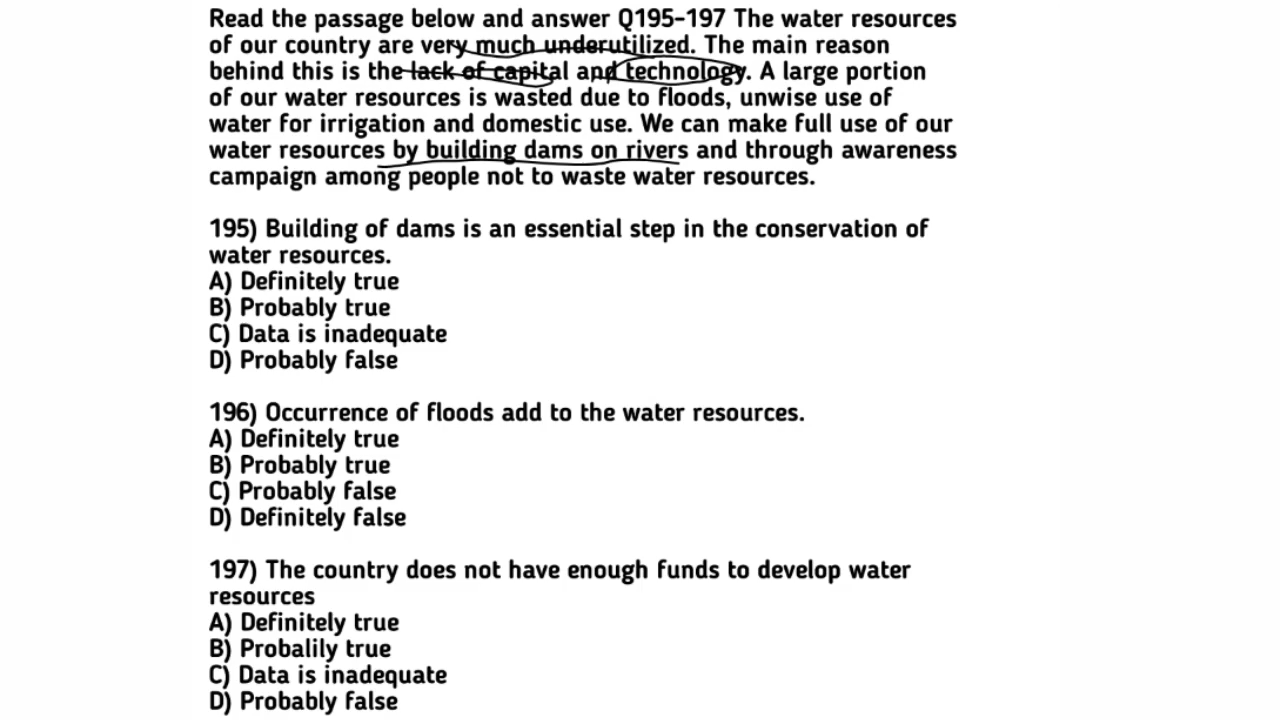 Read the passage below and answer Q195-197 The water resources
of our country are very much underutilized. The main reason
behind this is the lack of capital and technology. A large portion
of our water resources is wasted due to floods, unwise use of
water for irrigation and domestic use. We can make full use of our
water resources by building dams on rivers and through awareness
campaign among people not to waste water resources.
195) Building of dams is an essential step in the conservation of
water resources.
A) Definitely true
B) Probably true
C) Data is inadequate
D) Probably false
196) Occurrence of floods add to the water resources.
A) Definitely true
B) Probably true
C) Probably false
D) Definitely false
197) The country does not have enough funds to develop water
resources
A) Definitely true
B) Probalily true
C) Data is inadequate
D) Probably false